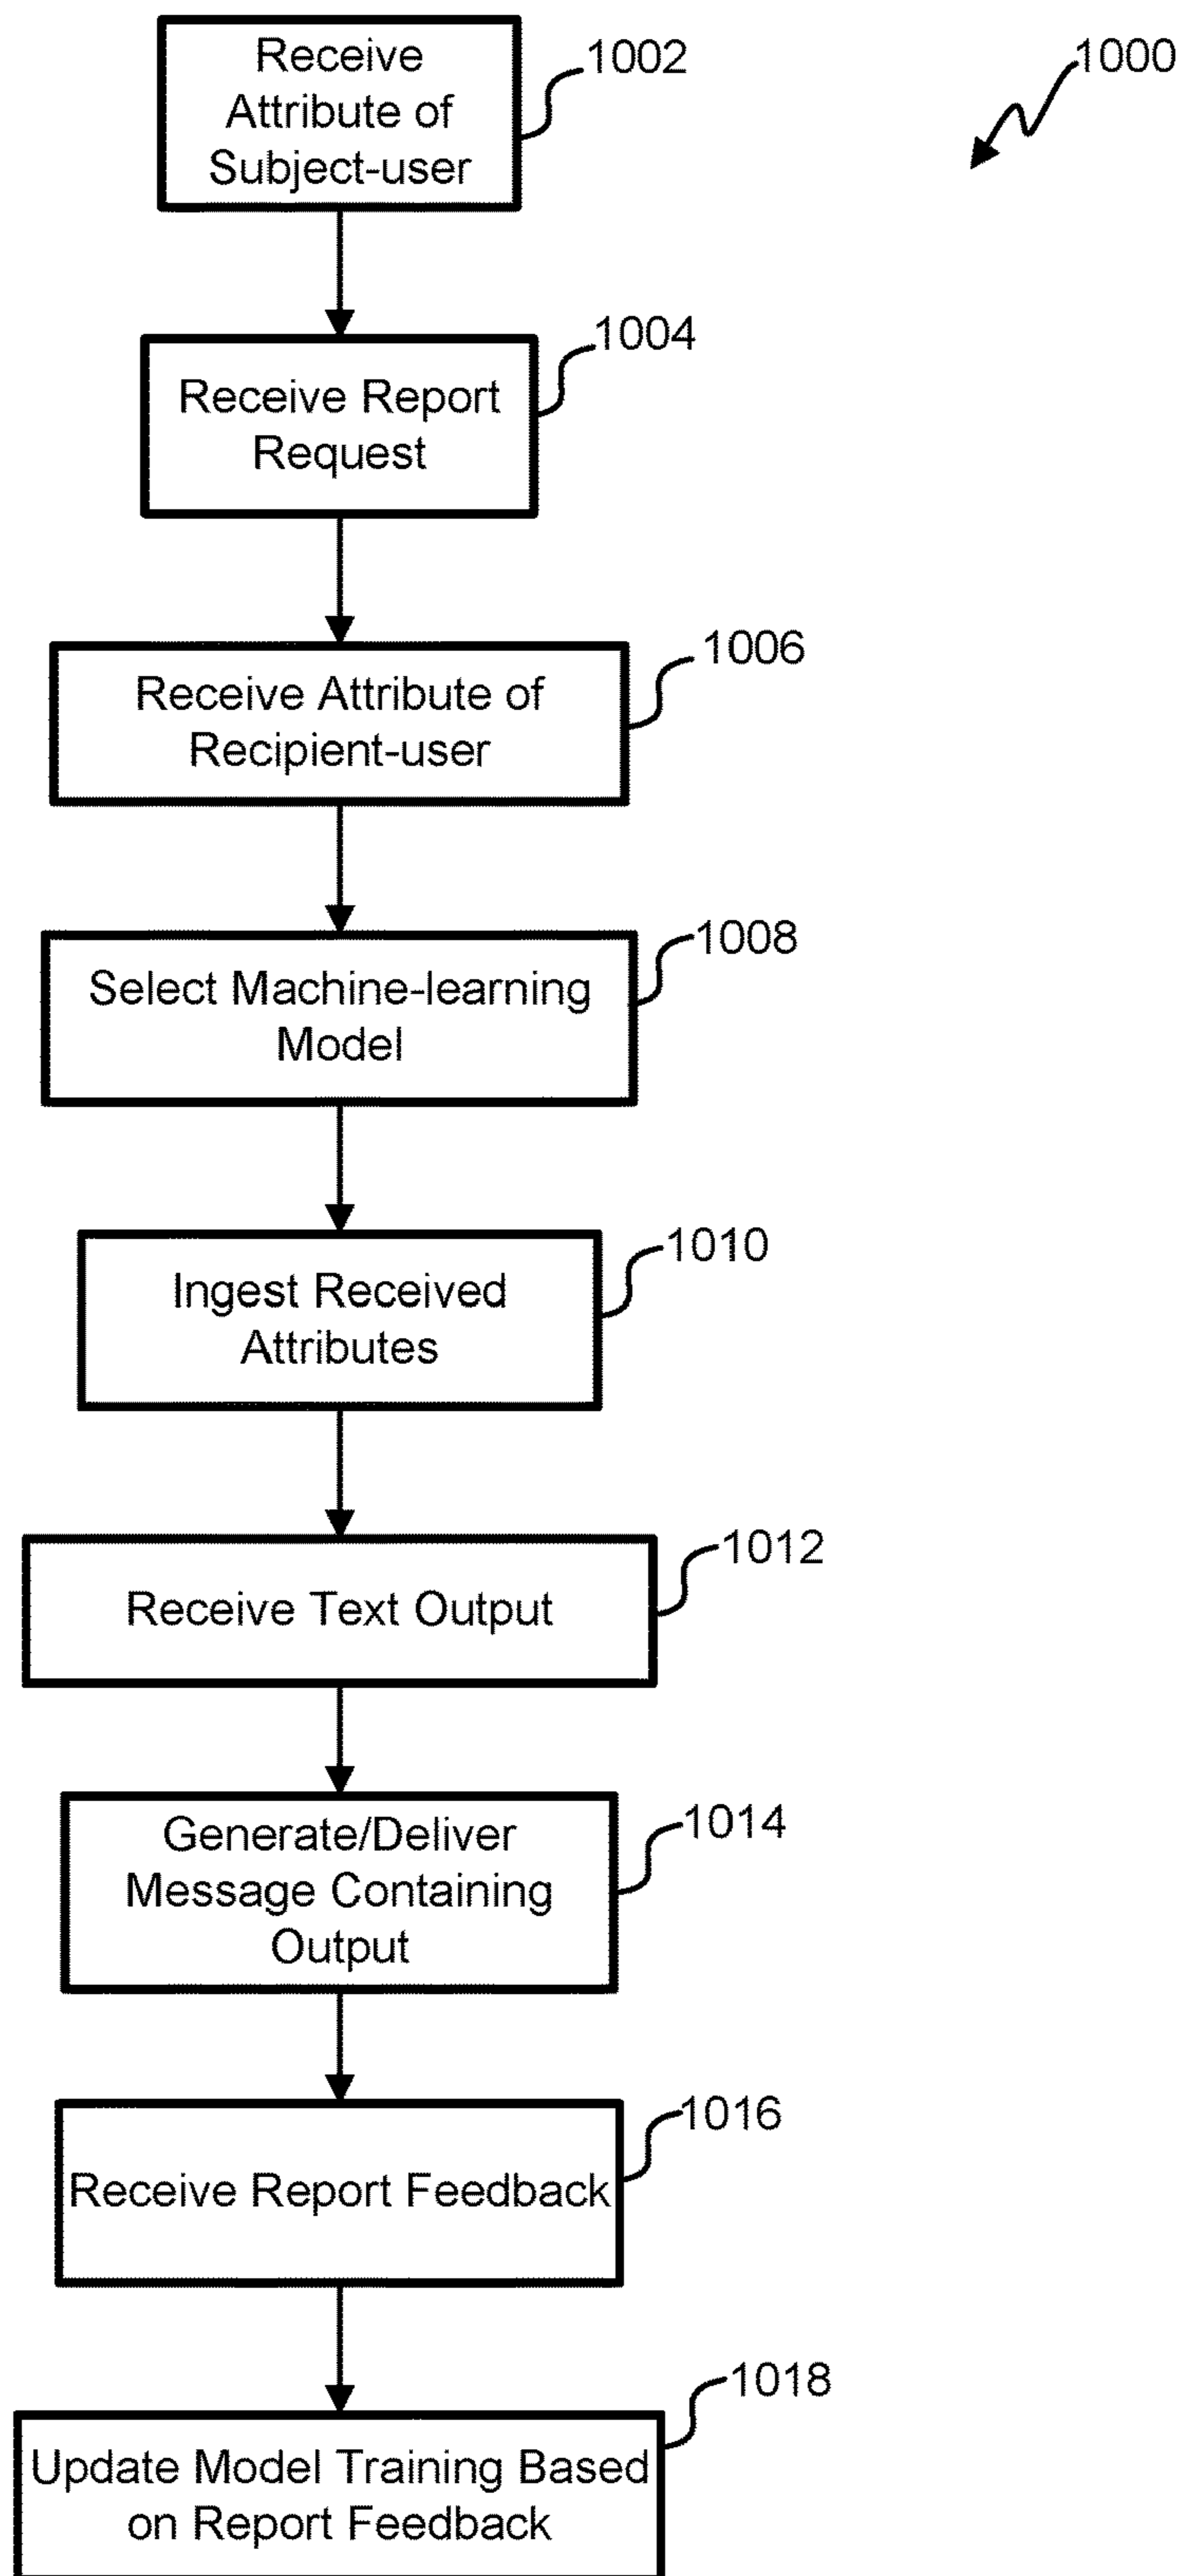 Receive
Attribute of
Subject-user
1002
1000
Receive Report
Request
1004
Receive Attribute of
Recipient-user
1006
Select Machine-learning
Model
1008
Ingest Received
Attributes
1010
Receive Text Output
1012
Generate/Deliver
Message Containing
Output
1014
Receive Report Feedback
1016
Update Model Training Based
on Report Feedback
1018